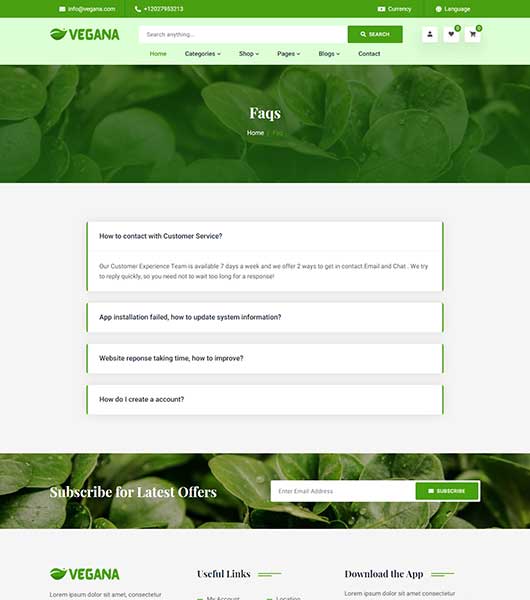 info@vegana.com +12027953213 Currency Language
VEGANA Search anything... SEARCH 0 0
Home Categories Shop Pages Blogs Contact
Faqs
Home | Faq
How to contact with Customer Service?
Our Customer Experience Team is available 7 days a week and we offer 2 ways to get in contact.Email and Chat . We try
to reply quickly, so you need not to wait too long for a response!
App installation failed, how to update system information?
Website reponse taking time, how to improve?
How do I create a account?
Subscribe for Latest Offers Enter Email Address SUBSCRIBE
VEGANA Useful Links Download the App
Lorem ipsum dolor sit amet, consectetur My Account Location Lorem ipsum dolor sit amet, consectetur